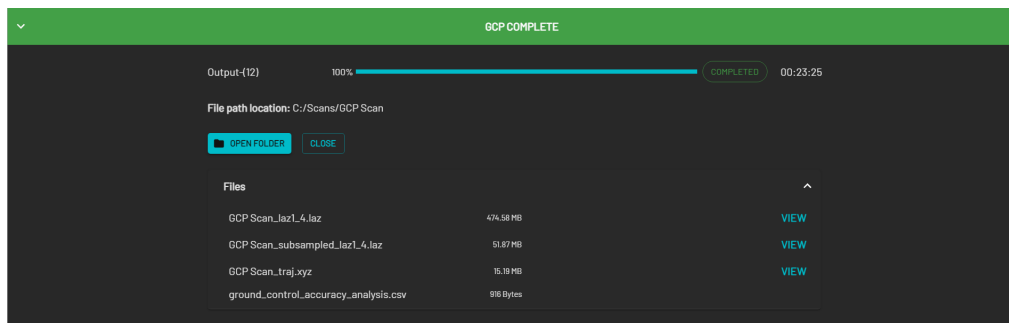 GCP COMPLETE
Output-(12) 100% COMPLETED 00:23:25
File path location: C:/Scans/GCP Scan
OPEN FOLDER CLOSE
Files
GCP Scan_laz1_4.laz 474.58 MB VIEW
GCP Scan_subsampled_laz1_4.laz 51.87 MB VIEW
GCP Scan_traj.xyz 15.19 MB VIEW
ground_control_accuracy_analysis.csv 916 Bytes